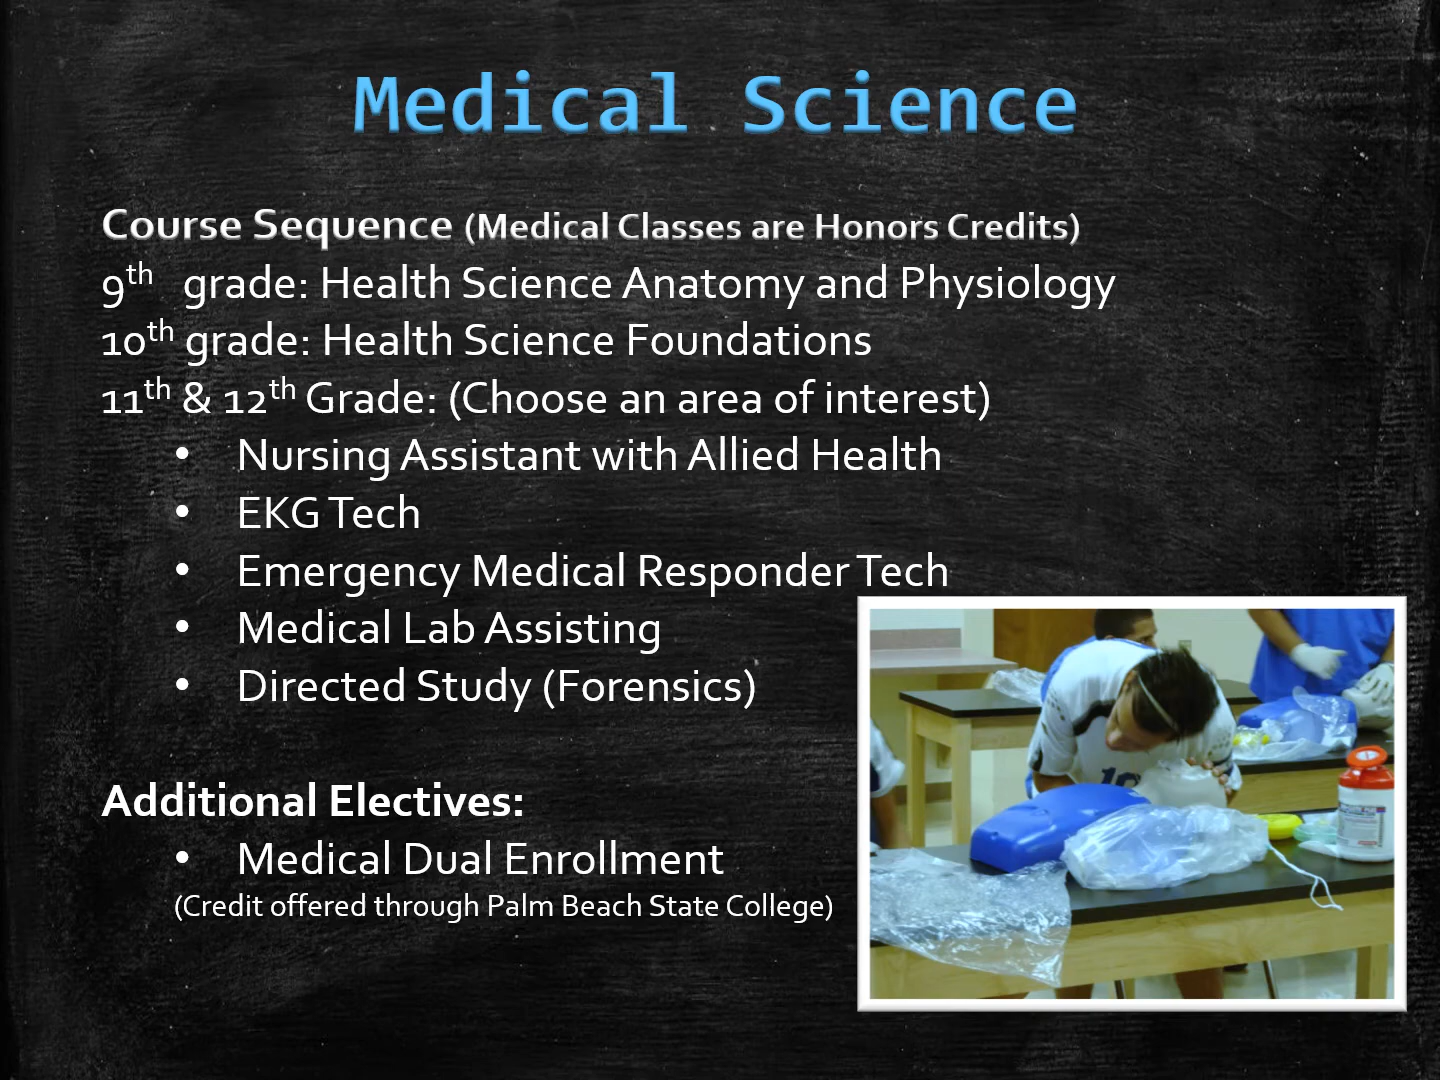 Medical Science
Course Sequence (Medical Classes are Honors Credits)
9th grade: Health Science Anatomy and Physiology
10th grade: Health Science Foundations
11th & 12th Grade: (Choose an area of interest)
• Nursing Assistant with Allied Health
• EKG Tech
• Emergency Medical Responder Tech
• Medical Lab Assisting
• Directed Study (Forensics)
Additional Electives:
• Medical Dual Enrollment
(Credit offered through Palm Beach State College)